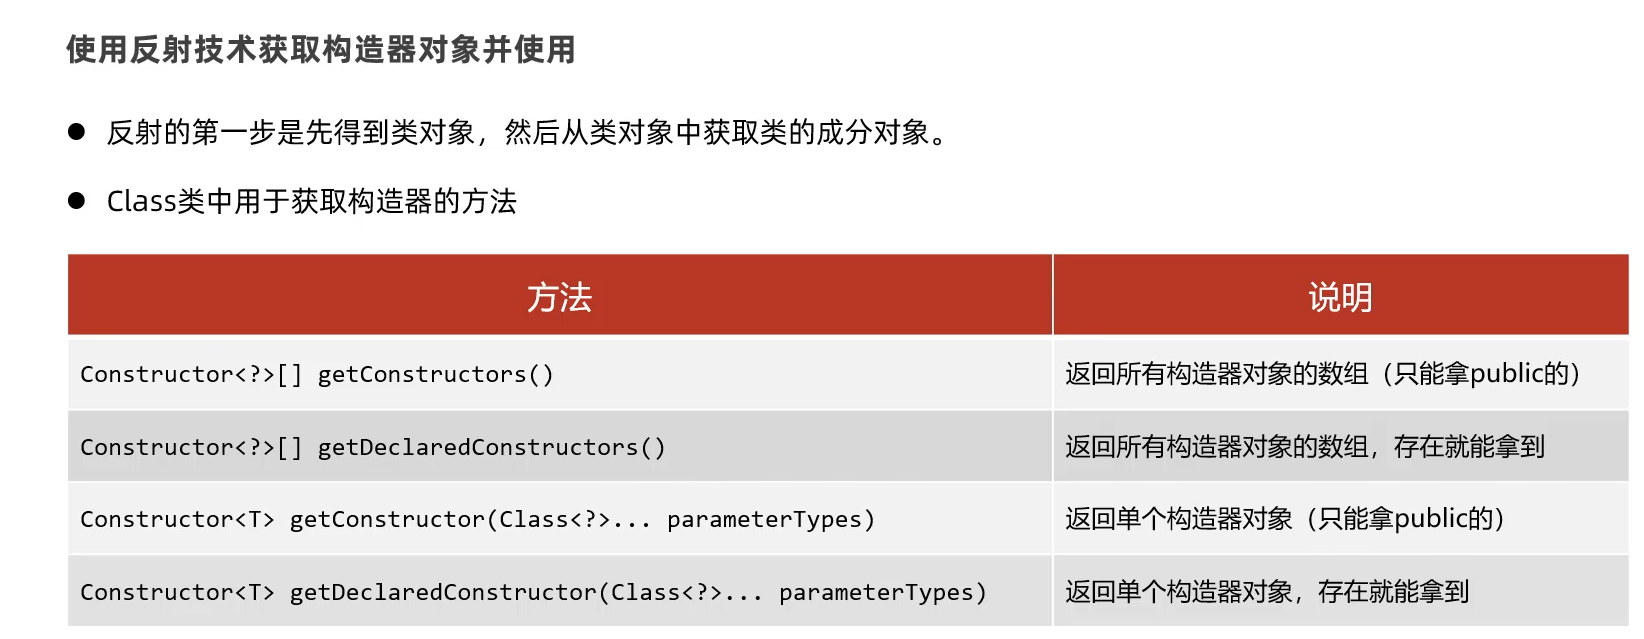 使用反射技术获取构造器对象并使用
● 反射的第一步是先得到类对象，然后从类对象中获取类的成分对象。
● Class类中用于获取构造器的方法
方法 说明
Constructor<?>[] getConstructors() 返回所有构造器对象的数组（只能拿public的）
Constructor<?>[] getDeclaredConstructors() 返回所有构造器对象的数组，存在就能拿到
Constructor<T> getConstructor(Class<?>... parameterTypes) 返回单个构造器对象（只能拿public的）
Constructor<T> getDeclaredConstructor(Class<?>... parameterTypes) 返回单个构造器对象，存在就能拿到